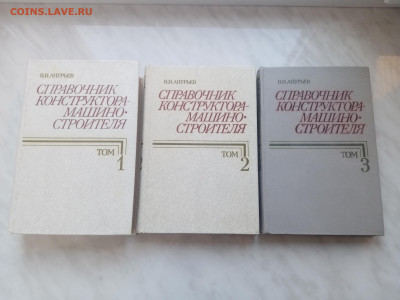 COINS.LAVE.RU
В.И.АНУРЬЕВ
СПРАВОЧНИК
КОНСТРУКТОРА-
МАШИНО-
СТРОИТЕЛЯ
ТОМ 1
В.И.АНУРЬЕВ
СПРАВОЧНИК
КОНСТРУКТОРА-
МАШИНО-
СТРОИТЕЛЯ
ТОМ 2
В.И.АНУРЬЕВ
СПРАВОЧНИК
КОНСТРУКТОРА-
МАШИНО-
СТРОИТЕЛЯ
ТОМ 3